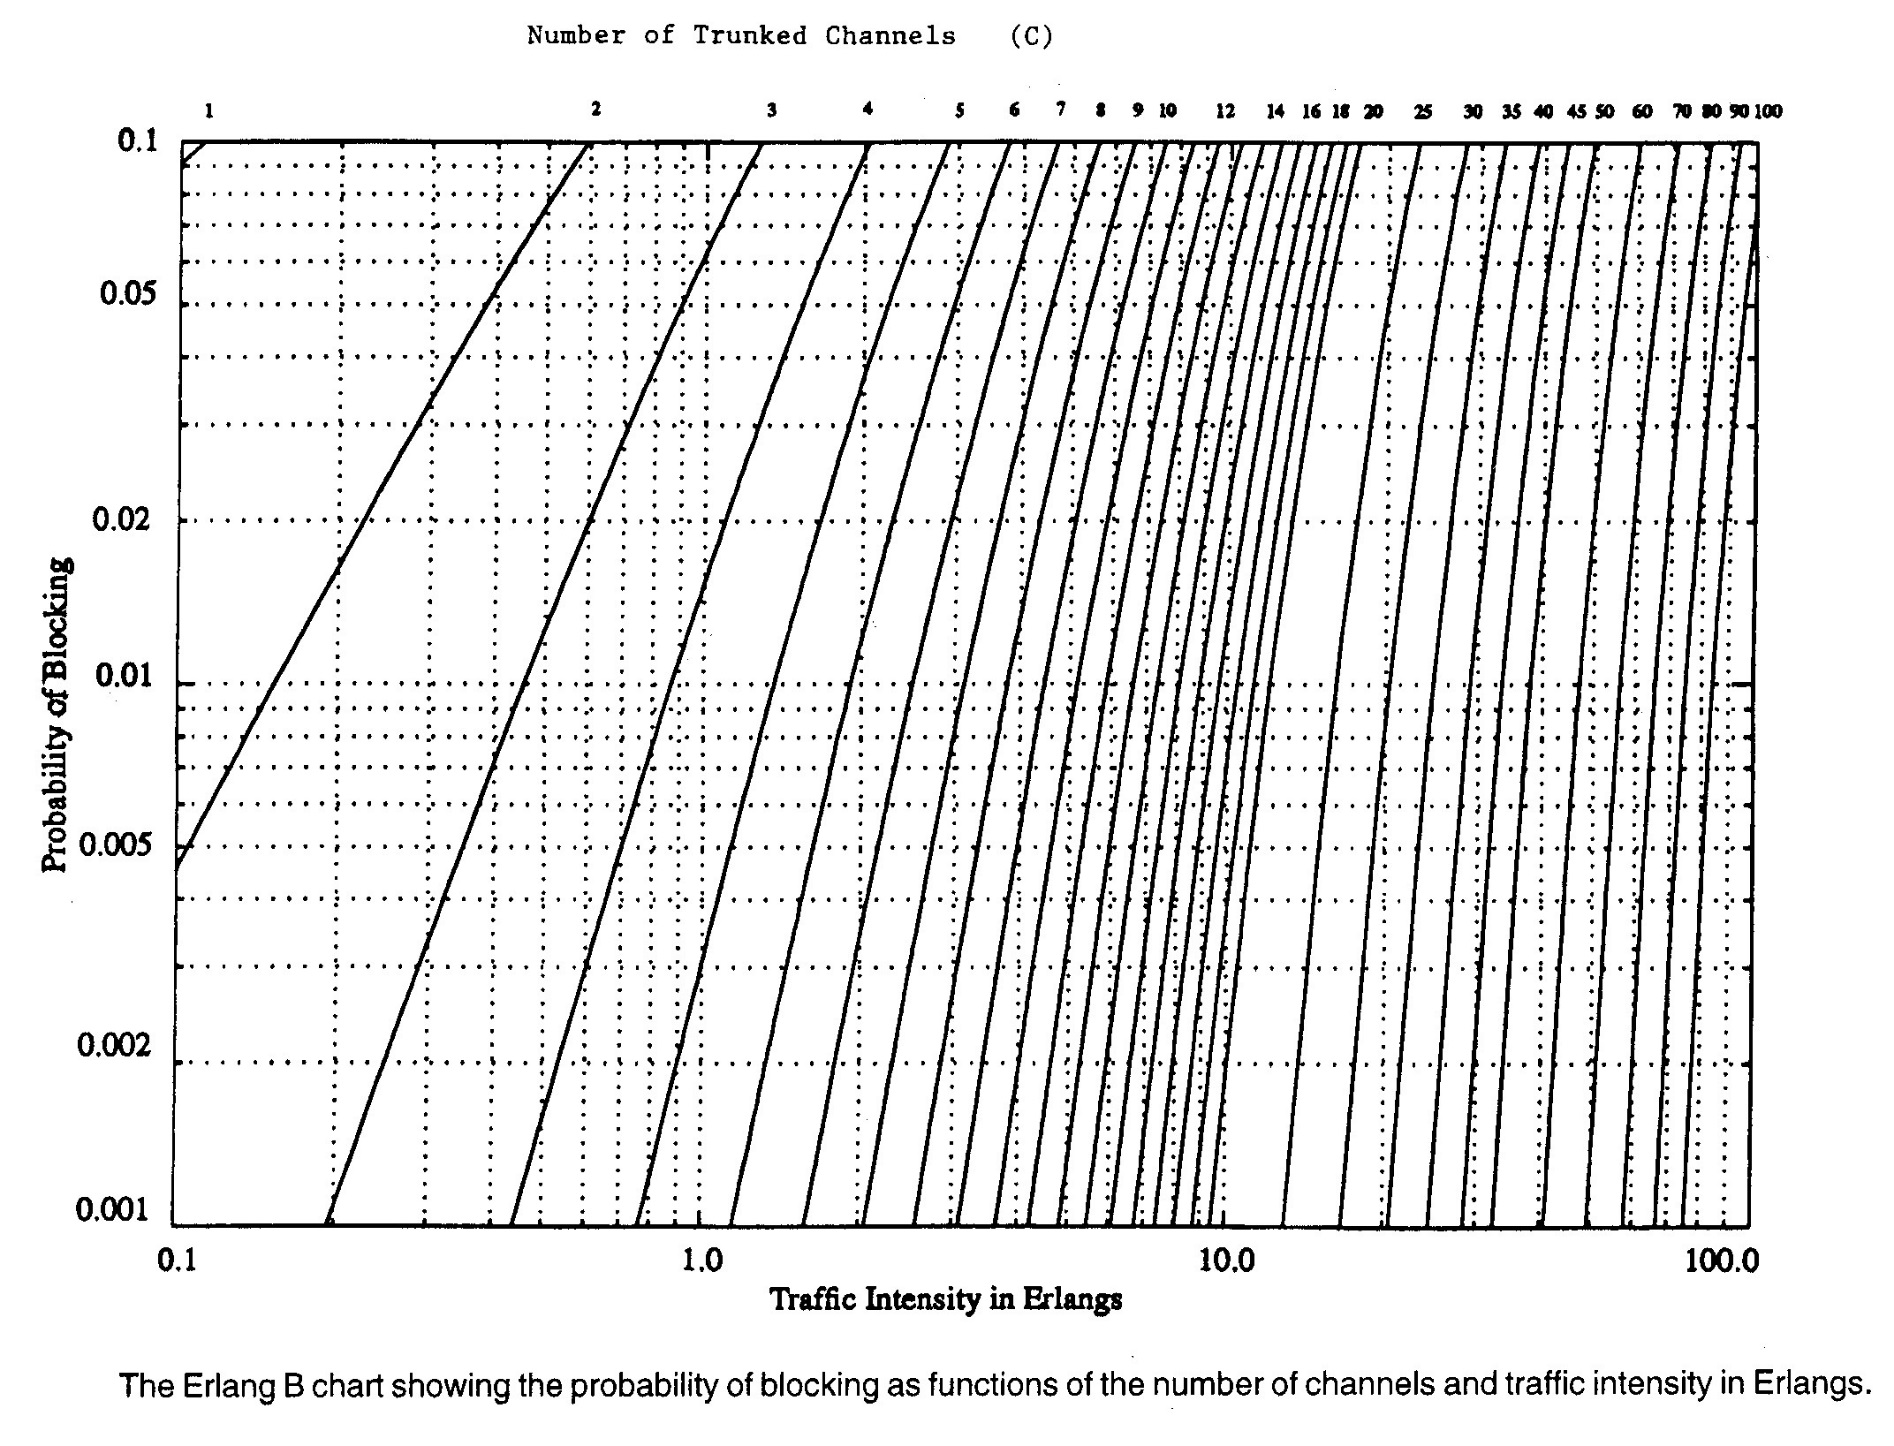 Number of Trunked Channels (C)
1 2 3 4 5 6 7 8 9 10 12 14 16 18 20 25 30 35 40 45 50 60 70 80 90 100
0.1
0.05
0.02
0.01
0.005
0.002
0.001
Probability of Blocking
0.1 1.0 10.0 100.0
Traffic Intensity in Erlangs
The Erlang B chart showing the probability of blocking as functions of the number of channels and traffic intensity in Erlangs.